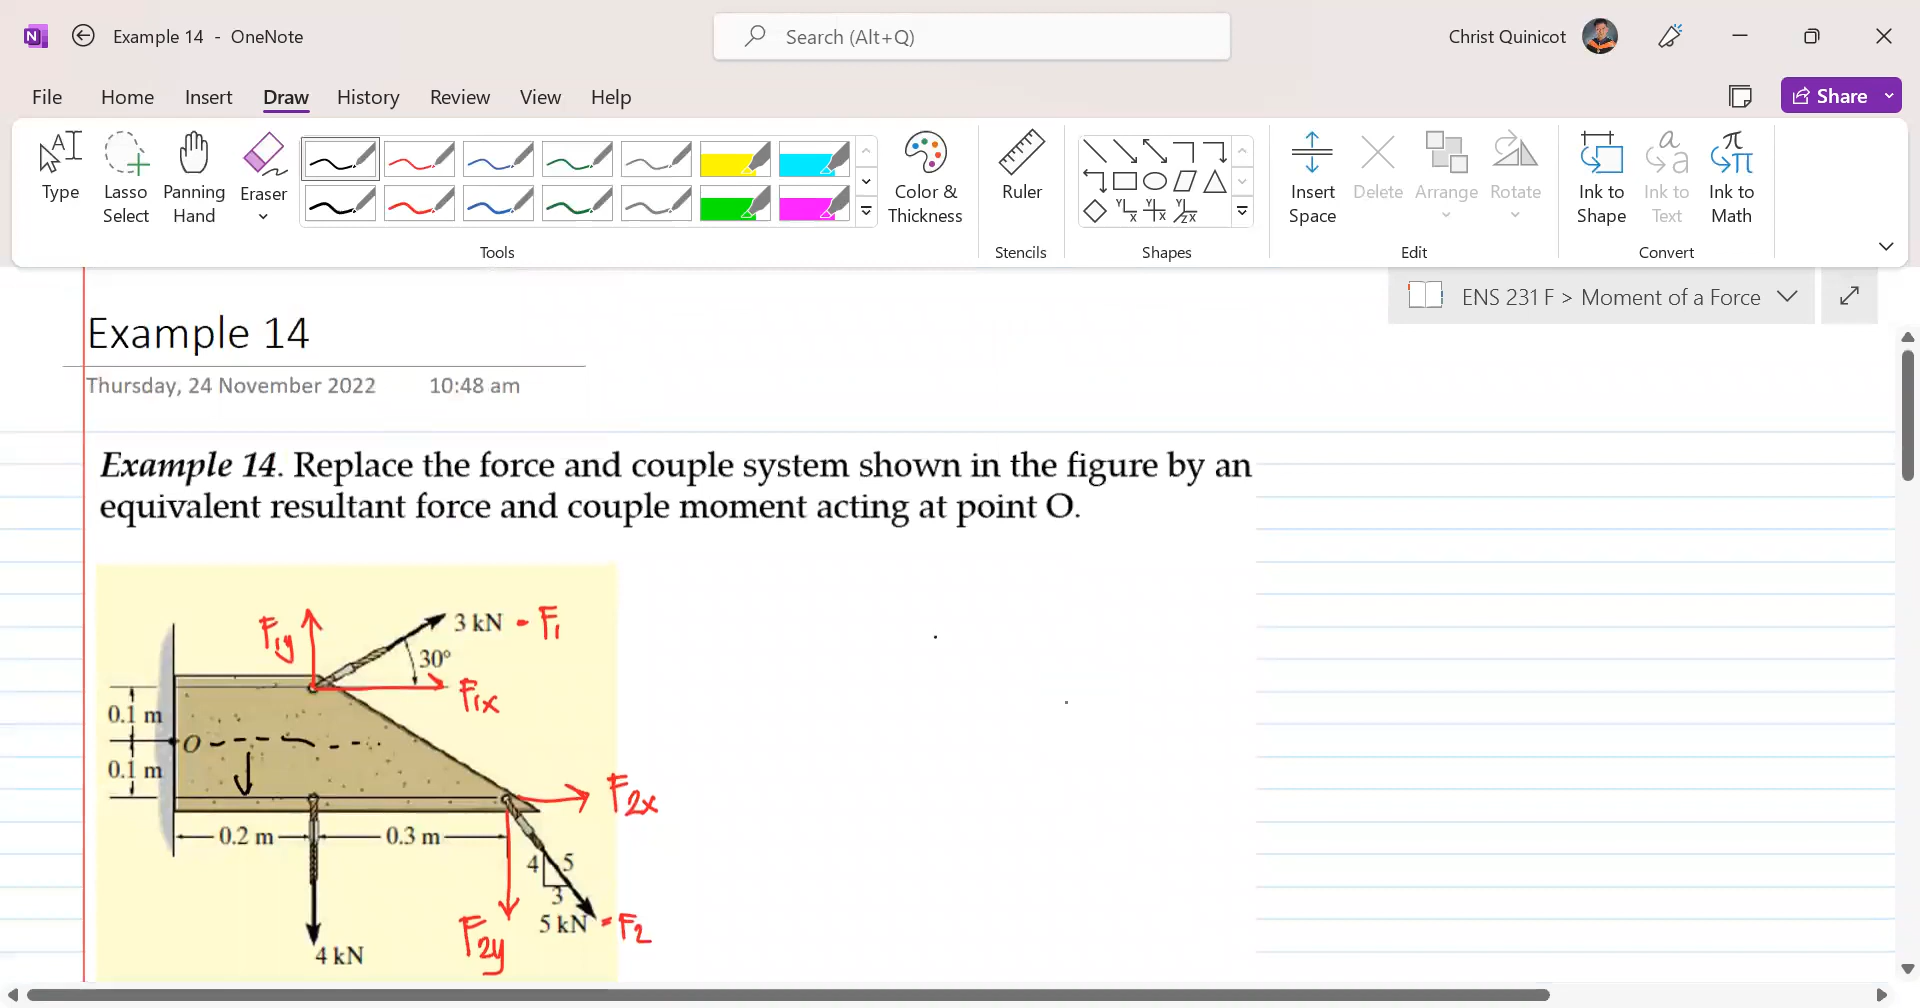 Example 14 - OneNote
Search (Alt+Q)
Christ Quinicot
File Home Insert Draw History Review View Help
Share
Type
Lasso Select
Panning Hand
Eraser
Color & Thickness
Ruler
Insert Space
Delete
Arrange
Rotate
Ink to Shape
Ink to Text
Ink to Math
Tools
Stencils
Shapes
Edit
Convert
ENS 231 F > Moment of a Force
Example 14
Thursday, 24 November 2022 10:48 am
Example 14. Replace the force and couple system shown in the figure by an
equivalent resultant force and couple moment acting at point O.
F1y
3 kN - F1
30°
F1x
0.1 m
O
0.1 m
F2x
0.2 m
0.3 m
4 5
3
F2y
5 kN = F2
4 kN